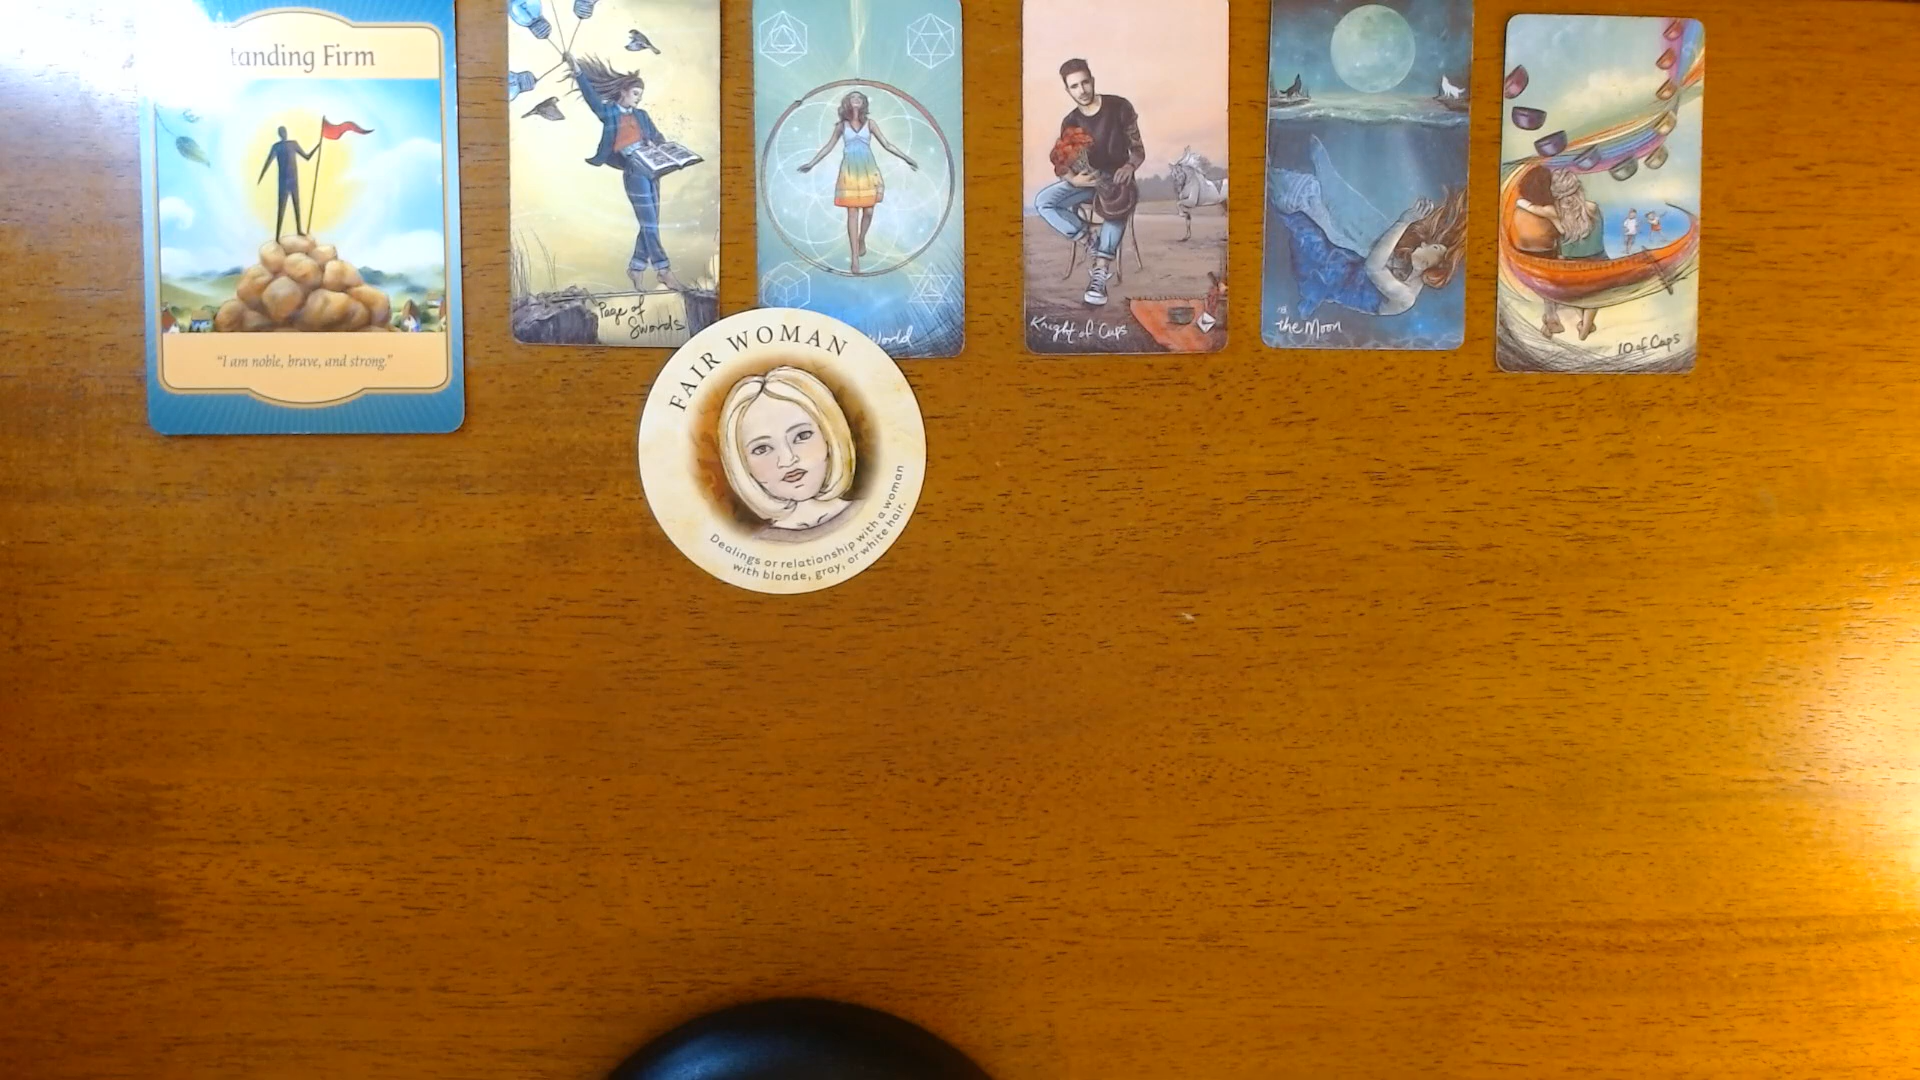 tanding Firm
"I am noble, brave, and strong."
Page of
Swords
World
Knight of Cups
18
the Moon
10 of Cups
FAIR WOMAN
Dealings or relationship with a woman
with blonde, gray, or white hair.